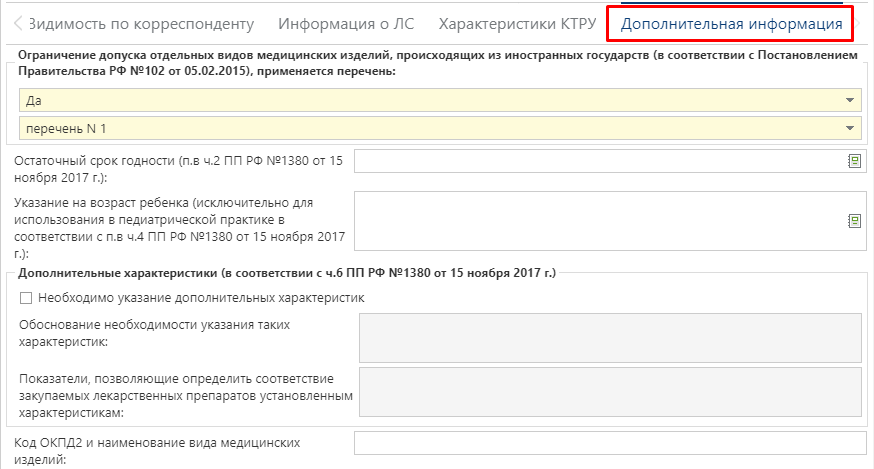 Видимость по корреспонденту Информация о ЛС Характеристики КТРУ Дополнительная информация
Ограничение допуска отдельных видов медицинских изделий, происходящих из иностранных государств (в соответствии с Постановлением
Правительства РФ №102 от 05.02.2015), применяется перечень:
Да
перечень N 1
Остаточный срок годности (п.в ч.2 ПП РФ №1380 от 15
ноября 2017 г.):
Указание на возраст ребенка (исключительно для
использования в педиатрической практике в
соответствии с п.в ч.4 ПП РФ №1380 от 15 ноября 2017
г.):
Дополнительные характеристики (в соответствии с ч.6 ПП РФ №1380 от 15 ноября 2017 г.)
Необходимо указание дополнительных характеристик
Обоснование необходимости указания таких
характеристик:
Показатели, позволяющие определить соответствие
закупаемых лекарственных препаратов установленным
характеристикам:
Код ОКПД2 и наименование вида медицинских
изделий: